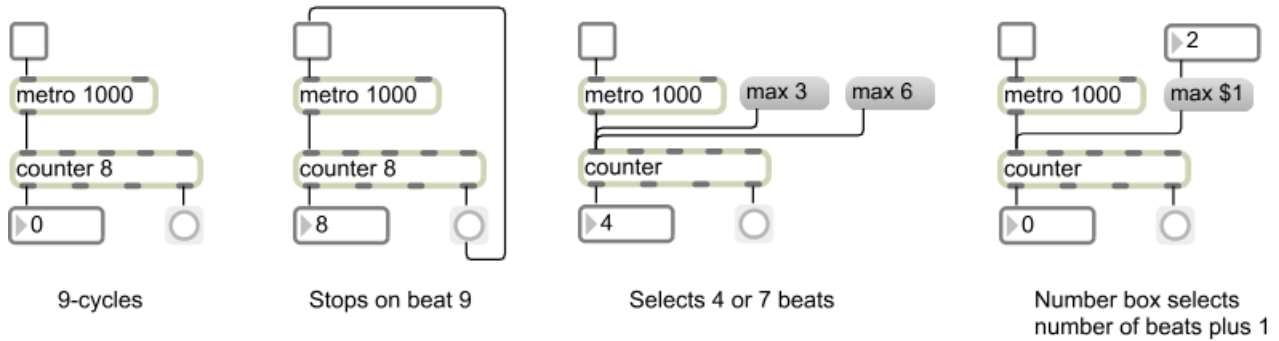 metro 1000
counter 8
0
9-cycles
metro 1000
counter 8
8
Stops on beat 9
metro 1000
max 3
max 6
counter
4
Selects 4 or 7 beats
2
metro 1000
max $1
counter
0
Number box selects
number of beats plus 1